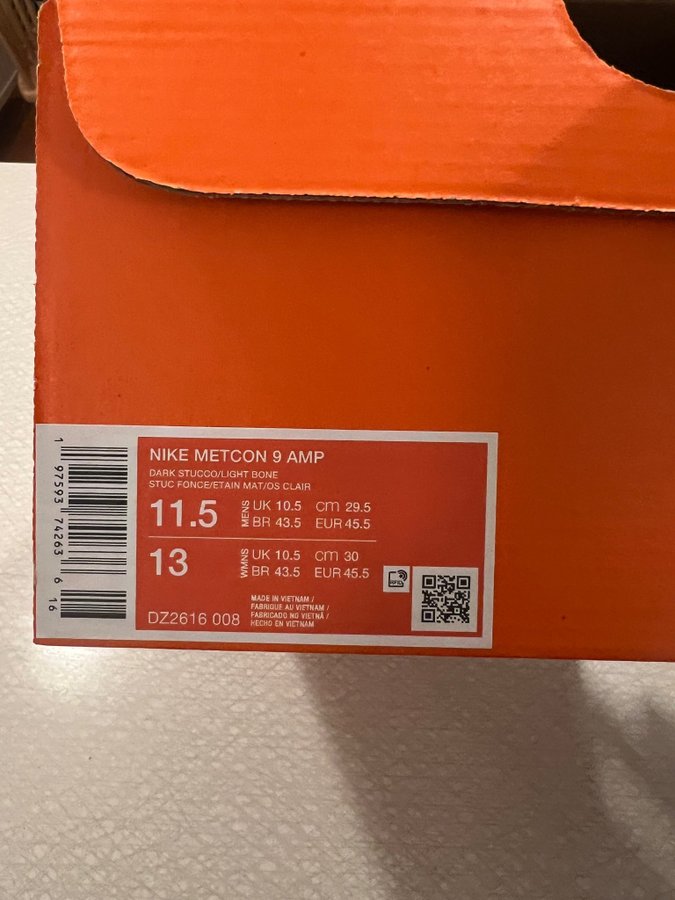 NIKE METCON 9 AMP
DARK STUCCO/LIGHT BONE
STUC FONCE/ETAIN MAT/OS CLAIR
11.5 MENS UK 10.5 cm 29.5
BR 43.5 EUR 45.5
13 WMNS UK 10.5 cm 30
BR 43.5 EUR 45.5
RFID
MADE IN VIETNAM /
FABRIQUE AU VIETNAM /
FABRICADO NO VIETNÃ /
HECHO EN VIETNAM
DZ2616 008
1 97593 74263 6 16